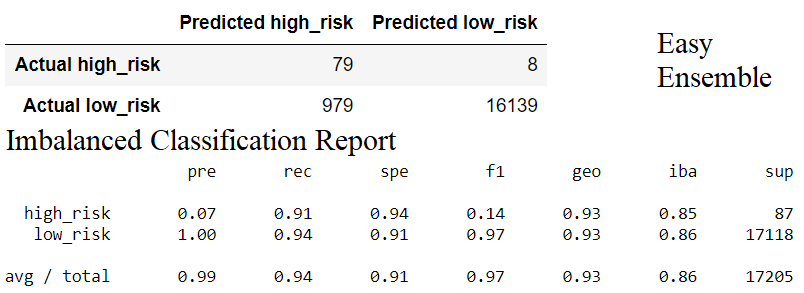 Predicted high_risk Predicted low_risk
Actual high_risk 79 8
Actual low_risk 979 16139
Easy
Ensemble
Imbalanced Classification Report
pre rec spe f1 geo iba sup
high_risk 0.07 0.91 0.94 0.14 0.93 0.85 87
low_risk 1.00 0.94 0.91 0.97 0.93 0.86 17118
avg / total 0.99 0.94 0.91 0.97 0.93 0.86 17205